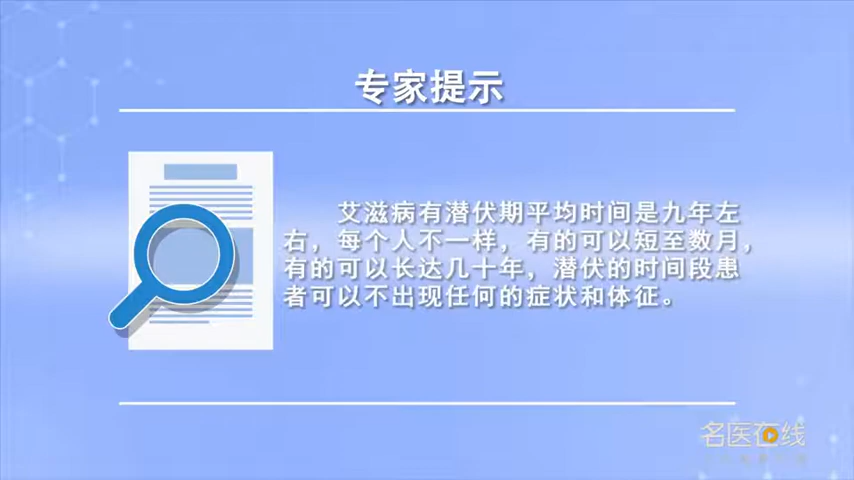 专家提示
艾滋病有潜伏期平均时间是九年左
右，每个人不一样，有的可以短至数月，
有的可以长达几十年，潜伏的时间段患
者可以不出现任何的症状和体征。
名医在线